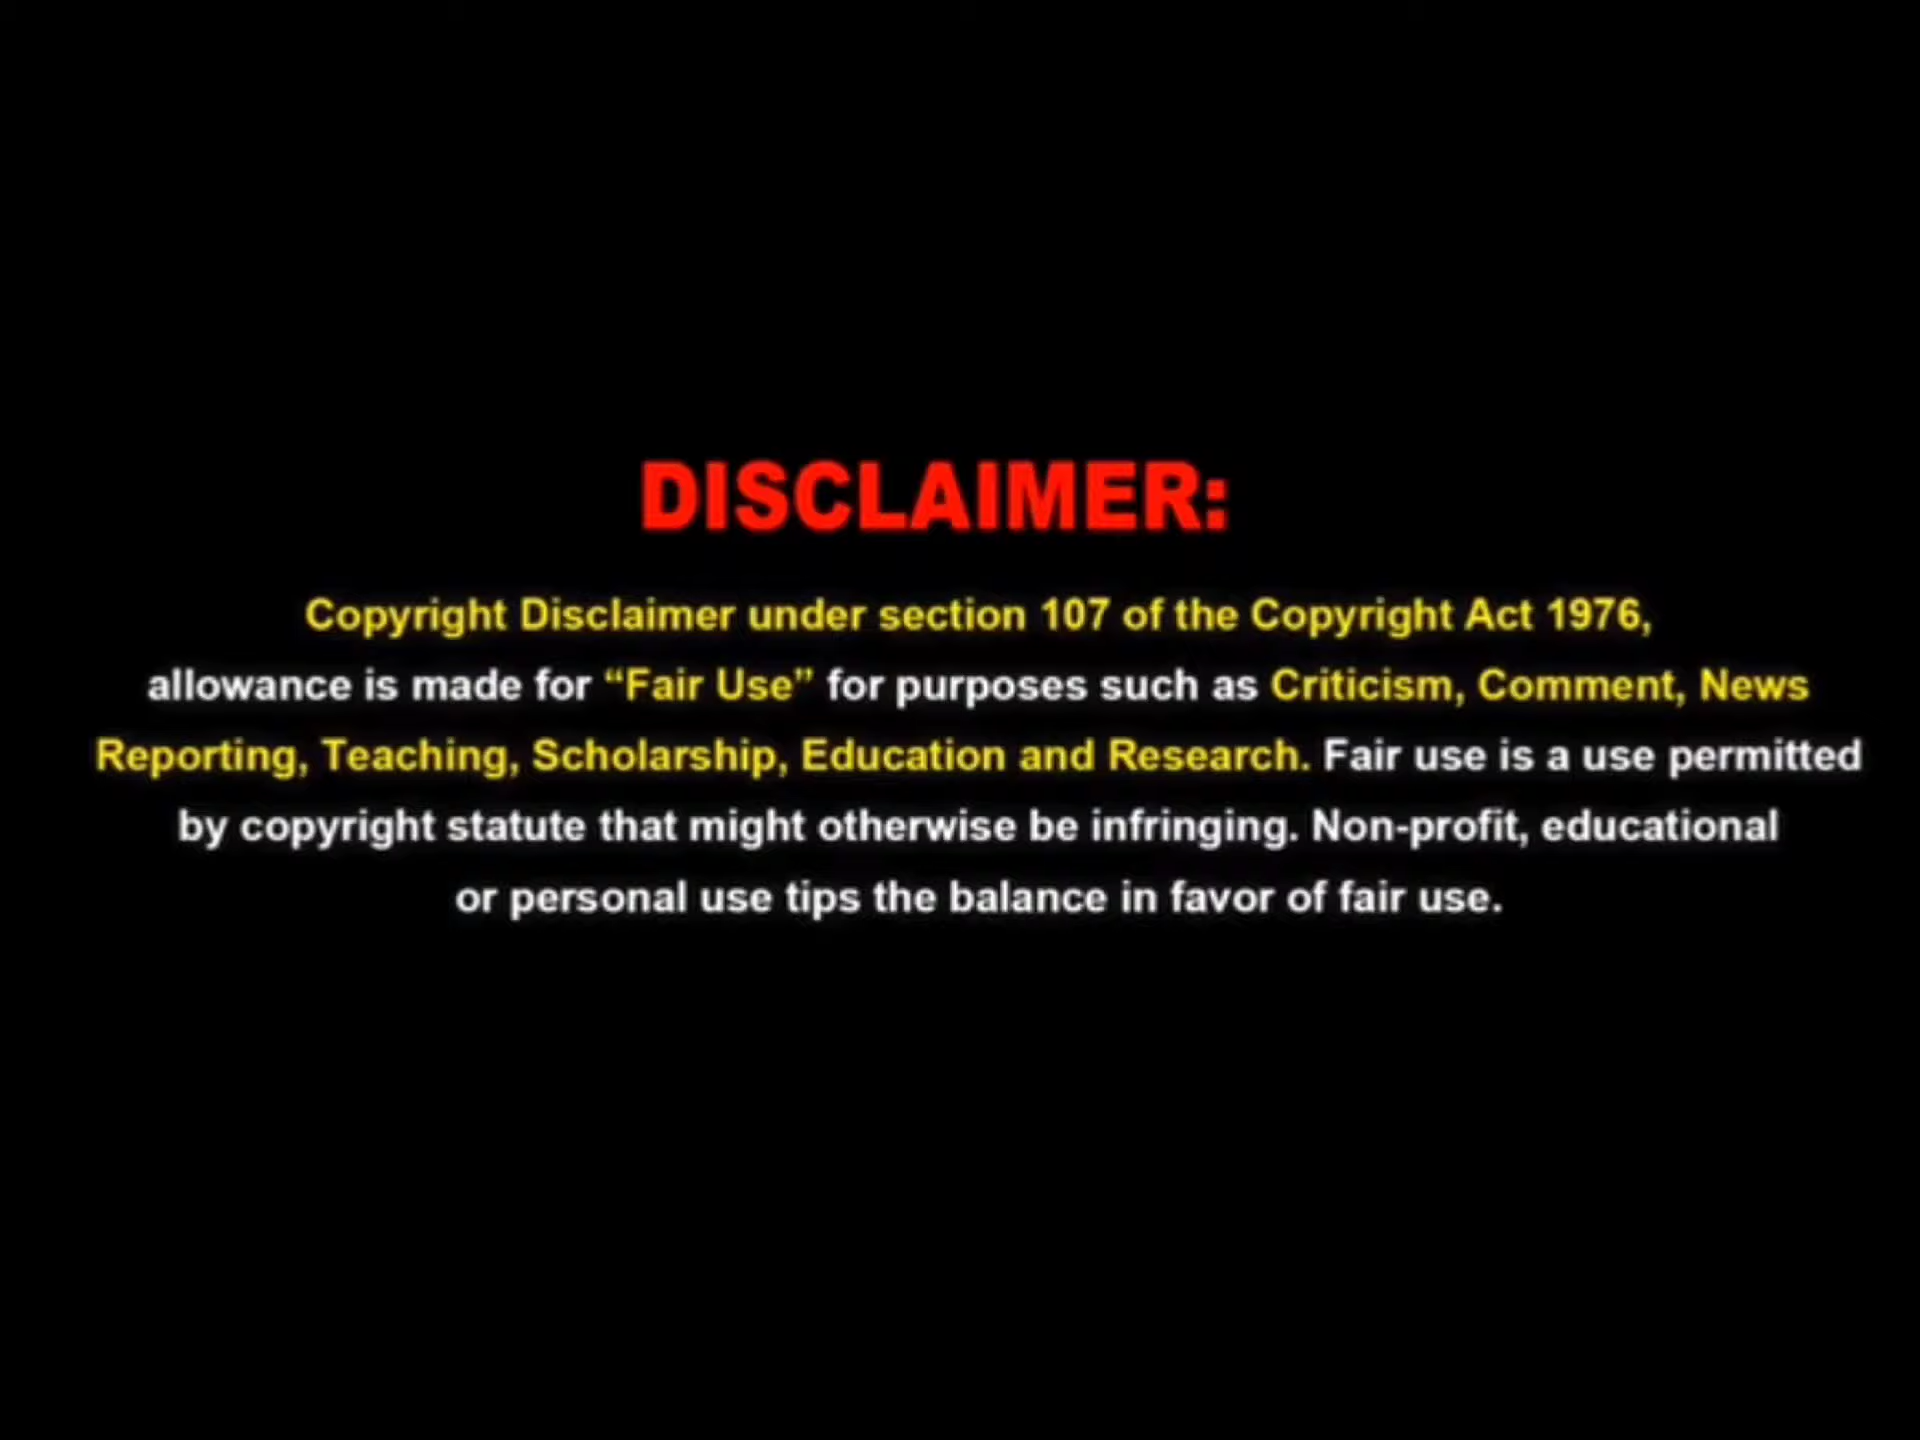 DISCLAIMER:
Copyright Disclaimer under section 107 of the Copyright Act 1976,
allowance is made for “Fair Use” for purposes such as Criticism, Comment, News
Reporting, Teaching, Scholarship, Education and Research. Fair use is a use permitted
by copyright statute that might otherwise be infringing. Non-profit, educational
or personal use tips the balance in favor of fair use.